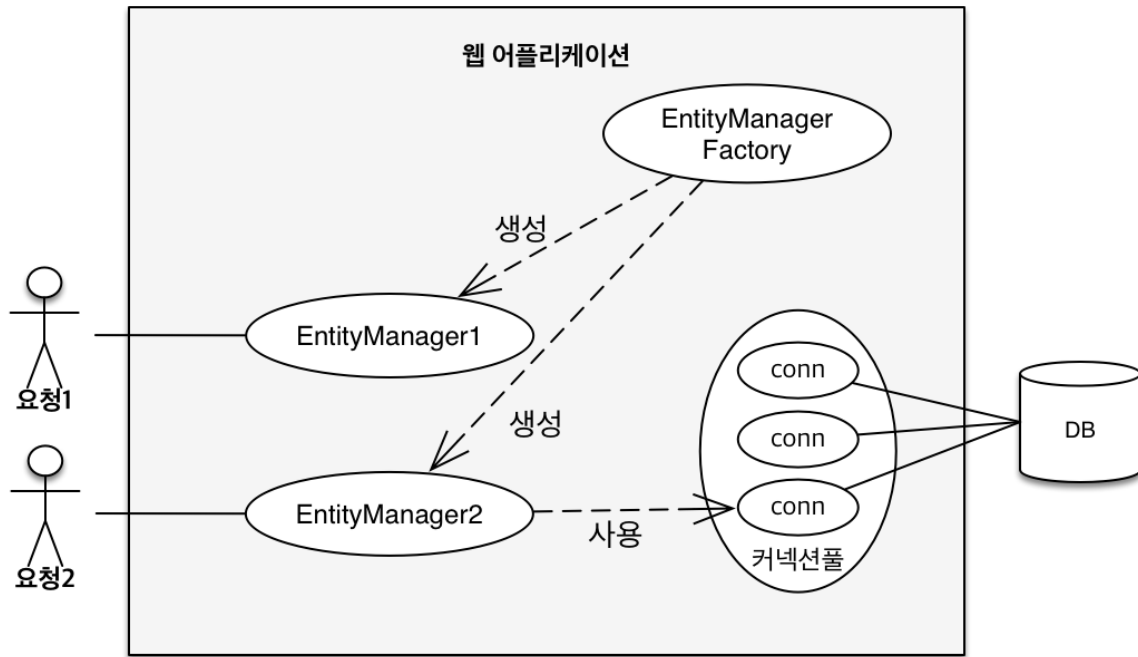 웹 어플리케이션
EntityManager
Factory
생성
EntityManager1
요청1
conn
생성
conn
DB
EntityManager2
conn
사용
커넥션풀
요청2